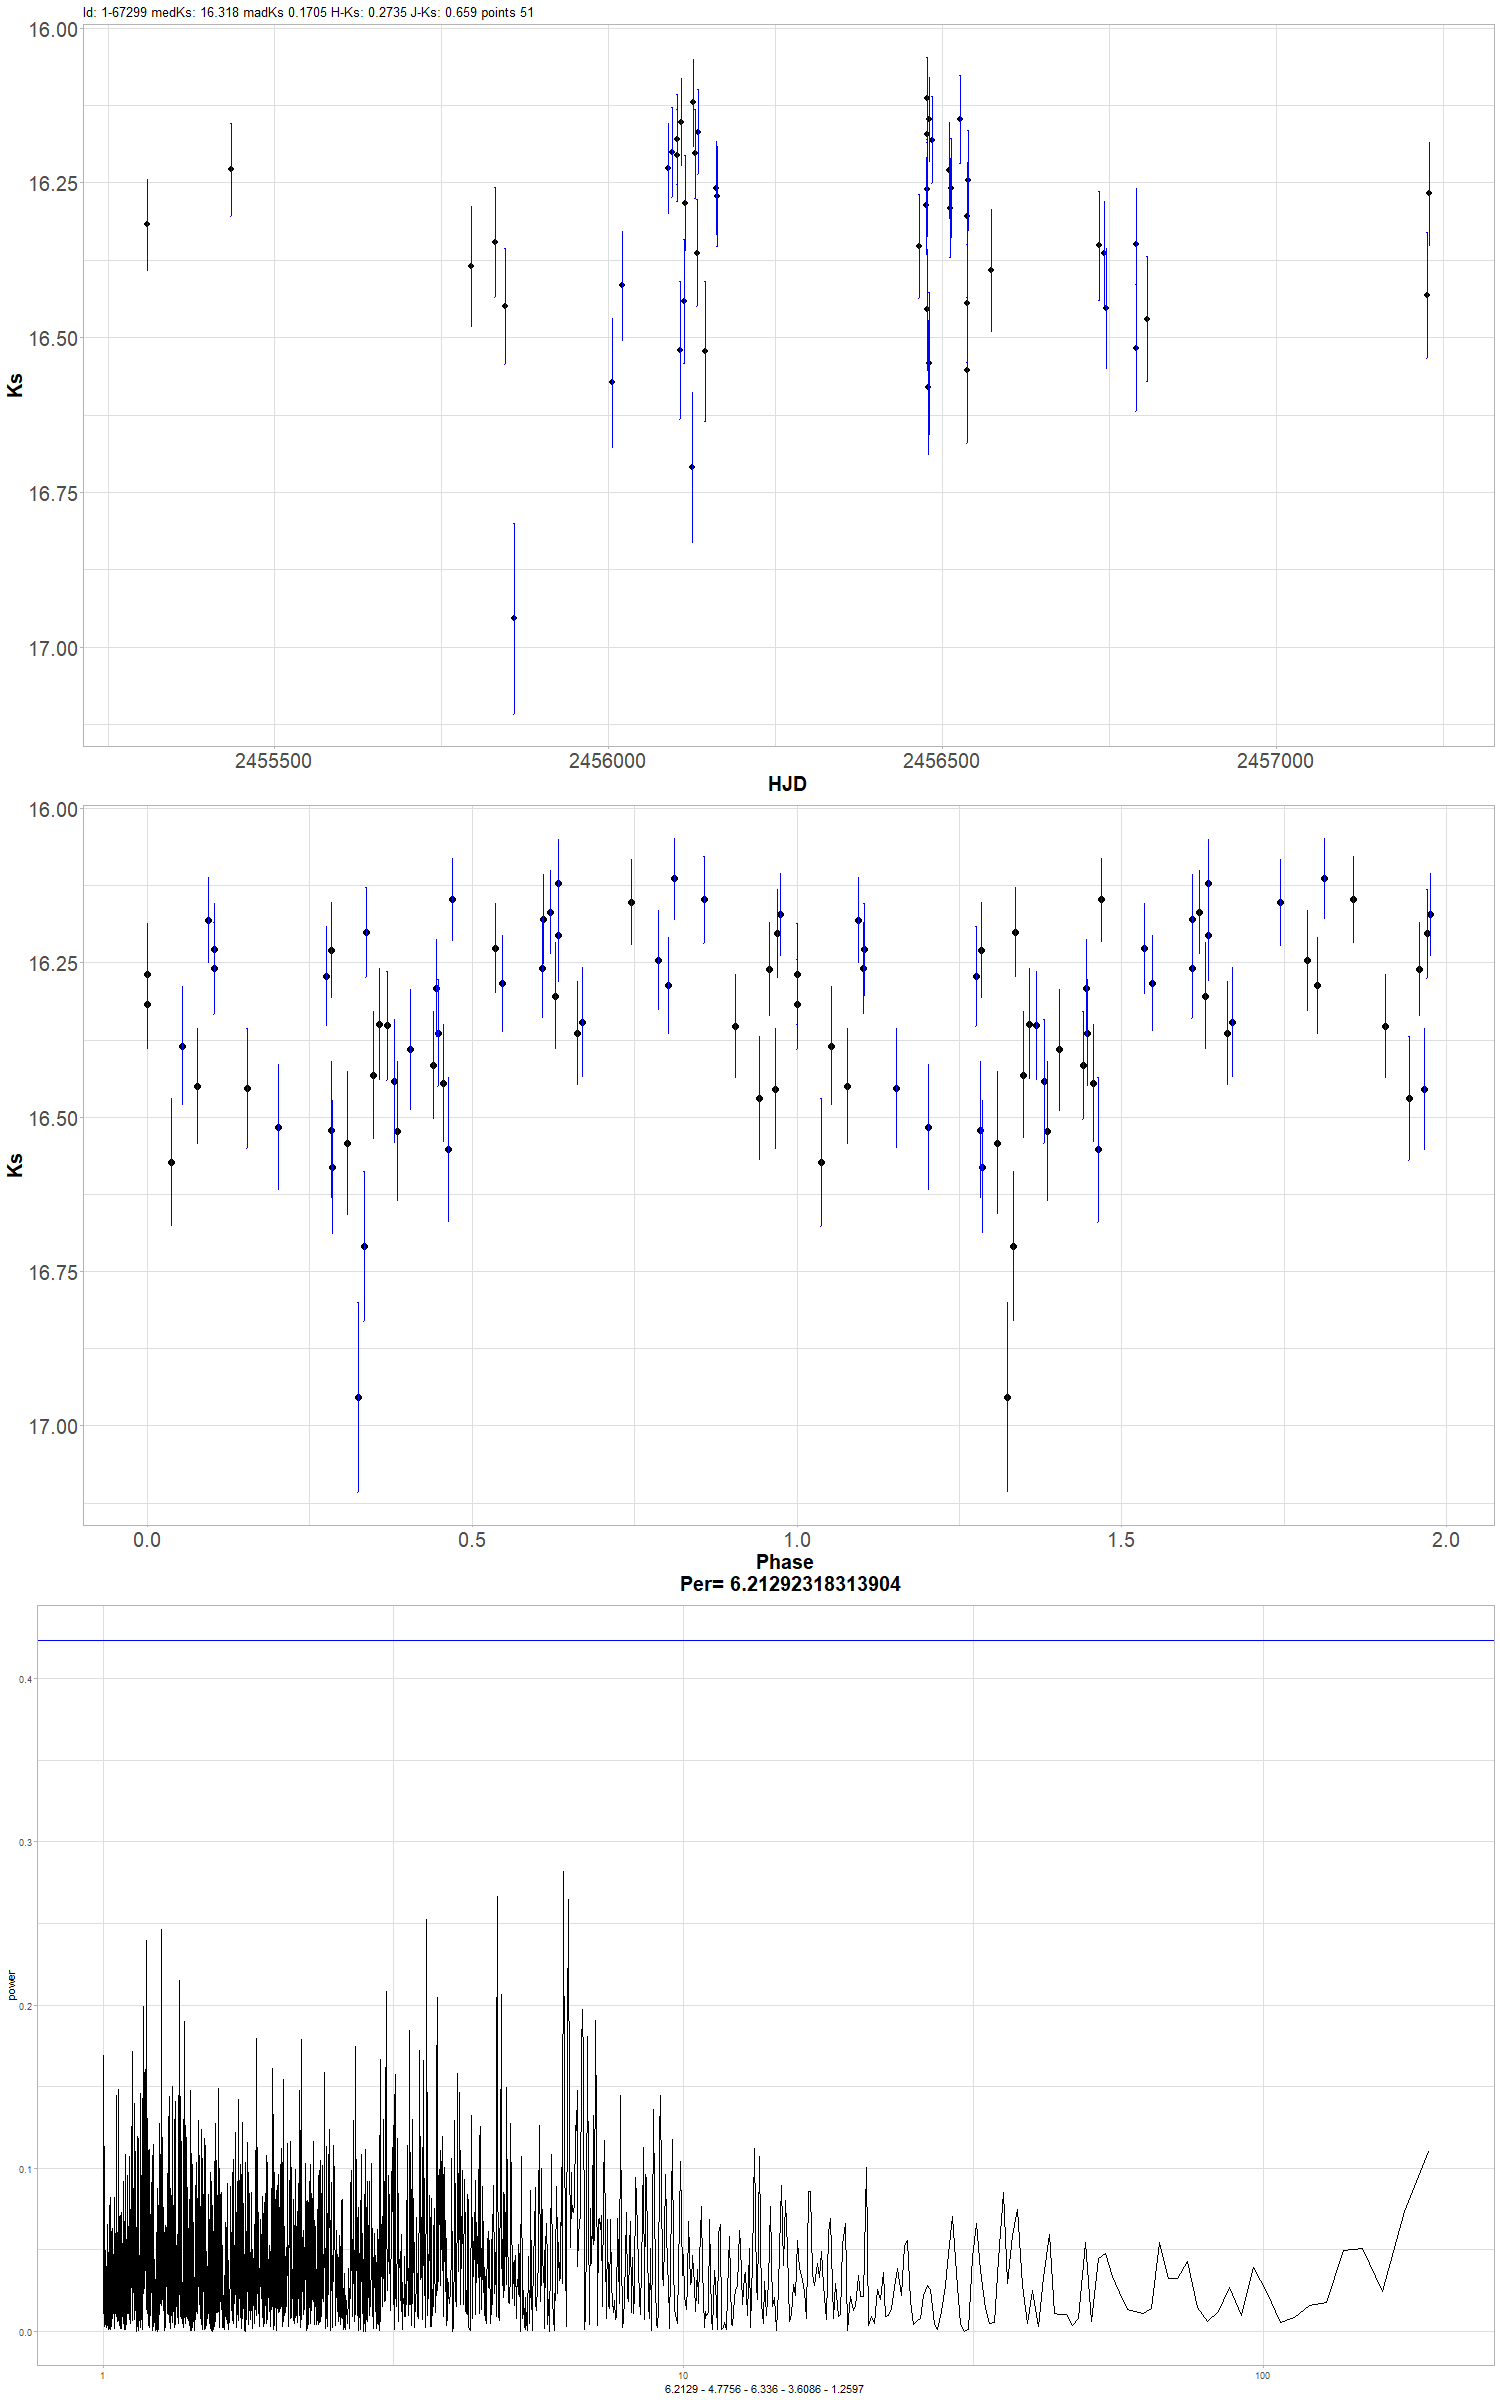 Id: 1-67299 medKs: 16.318 madKs 0.1705 H-Ks: 0.2735 J-Ks: 0.659 points 51
16.00
16.25
16.50
16.75
17.00
Ks
2455500 2456000 2456500 2457000
HJD
16.00
16.25
16.50
16.75
17.00
Ks
0.0 0.5 1.0 1.5 2.0
Phase
Per= 6.21292318313904
0.4
0.3
0.2
0.1
0.0
power
1 10 100
6.2129 - 4.7756 - 6.336 - 3.6086 - 1.2597